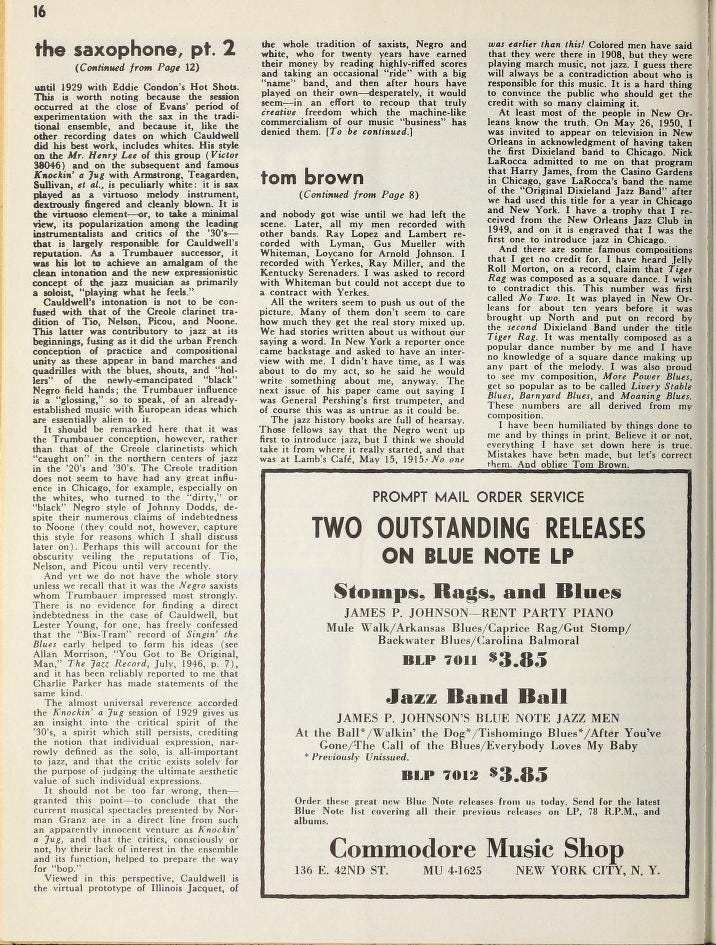 16
the saxophone, pt. 2
(Continued from Page 12)
until 1929 with Eddie Condon's Hot Shots.
This is worth noting because the session
occurred at the close of Evans' period of
experimentation with the sax in the tradi-
tional ensemble, and because it, like the
other recording dates on which Cauldwell
did his best work, includes whites. His style
on the Mr. Henry Lee of this group (Victor
38046) and on the subsequent and famous
Knockin' a Jug with Armstrong, Teagarden,
Sullivan, et al., is peculiarly white: it is sax
played as a virtuoso melody instrument,
dextrously fingered and cleanly blown. It is
the virtuoso element—or, to take a minimal
view, its popularization among the leading
instrumentalists and critics of the '30's—
that is largely responsible for Cauldwell's
reputation. As a Trumbauer successor, it
was his lot to achieve an amalgam of the
clean intonation and the new expressionistic
concept of the jazz musician as primarily
a soloist, "playing what he feels."
Cauldwell's intonation is not to be con-
fused with that of the Creole clarinet tra-
dition of Tio, Nelson, Picou, and Noone.
This latter was contributory to jazz at its
beginnings, fusing as it did the urban French
conception of practice and compositional
unity as these appear in band marches and
quadrilles with the blues, shouts, and "hol-
lers" of the newly-emancipated "black"
Negro field hands; the Trumbauer influence
is a "glossing," so to speak, of an already-
established music with European ideas which
are essentially alien to it.
It should be remarked here that it was
the Trumbauer conception, however, rather
than that of the Creole clarinetists which
"caught on" in the northern centers of jazz
in the '20's and '30's. The Creole tradition
does not seem to have had any great influ-
ence in Chicago, for example, especially on
the whites, who turned to the "dirty," or
"black" Negro style of Johnny Dodds, de-
spite their numerous claims of indebtedness
to Noone (they could not, however, capture
this style for reasons which I shall discuss
later on). Perhaps this will account for the
obscurity veiling the reputations of Tio,
Nelson, and Picou until very recently.
And yet we do not have the whole story
unless we recall that it was the Negro saxists
whom Trumbauer impressed most strongly.
There is no evidence for finding a direct
indebtedness in the case of Cauldwell, but
Lester Young, for one, has freely confessed
that the "Bix-Tram" record of Singin' the
Blues early helped to form his ideas (see
Allan Morrison, "You Got to Be Original,
Man," The Jazz Record, July, 1946, p. 7),
and it has been reliably reported to me that
Charlie Parker has made statements of the
same kind.
The almost universal reverence accorded
the Knockin' a Jug session of 1929 gives us
an insight into the critical spirit of the
'30's, a spirit which still persists, crediting
the notion that individual expression, nar-
rowly defined as the solo, is all-important
to jazz, and that the critic exists solely for
the purpose of judging the ultimate aesthetic
value of such individual expressions.
It should not be too far wrong, then—
granted this point—to conclude that the
current musical spectacles presented by Nor-
man Granz are in a direct line from such
an apparently innocent venture as Knockin'
a Jug, and that the critics, consciously or
not, by their lack of interest in the ensemble
and its function, helped to prepare the way
for "bop."
Viewed in this perspective, Cauldwell is
the virtual prototype of Illinois Jacquet, of
the whole tradition of saxists, Negro and
white, who for twenty years have earned
their money by reading highly-riffed scores
and taking an occasional "ride" with a big
"name" band, and then after hours have
played on their own—desperately, it would
seem—in an effort to recoup that truly
creative freedom which the machine-like
commercialism of our music "business" has
denied them. [To be continued.]
tom brown
(Continued from Page 8)
and nobody got wise until we had left the
scene. Later, all my men recorded with
other bands. Ray Lopez and Lambert re-
corded with Lyman, Gus Mueller with
Whiteman, Loycano for Arnold Johnson. I
recorded with Yerkes, Ray Miller, and the
Kentucky Serenaders. I was asked to record
with Whiteman but could not accept due to
a contract with Yerkes.
All the writers seem to push us out of the
picture. Many of them don't seem to care
how much they get the real story mixed up.
We had stories written about us without our
saying a word. In New York a reporter once
came backstage and asked to have an inter-
view with me. I didn't have time, as I was
about to do my act, so he said he would
write something about me, anyway. The
next issue of his paper came out saying I
was General Pershing's first trumpeter, and
of course this was as untrue as it could be.
The jazz history books are full of hearsay.
Those fellows say that the Negro went up
first to introduce jazz, but I think we should
take it from where it really started, and that
was at Lamb's Café, May 15, 1915. No one
was earlier than this! Colored men have said
that they were there in 1908, but they were
playing march music, not jazz. I guess there
will always be a contradiction about who is
responsible for this music. It is a hard thing
to convince the public who should get the
credit with so many claiming it.
At least most of the people in New Or-
leans know the truth. On May 26, 1950, I
was invited to appear on television in New
Orleans in acknowledgment of having taken
the first Dixieland band to Chicago. Nick
LaRocca admitted to me on that program
that Harry James, from the Casino Gardens
in Chicago, gave LaRocca's band the name
of the "Original Dixieland Jazz Band" after
we had used this title for a year in Chicago
and New York. I have a trophy that I re-
ceived from the New Orleans Jazz Club in
1949, and on it is engraved that I was the
first one to introduce jazz in Chicago.
And there are some famous compositions
that I get no credit for. I have heard Jelly
Roll Morton, on a record, claim that Tiger
Rag was composed as a square dance. I wish
to contradict this. This number was first
called No Two. It was played in New Or-
leans for about ten years before it was
brought up North and put on record by
the second Dixieland Band under the title
Tiger Rag. It was mentally composed as a
popular dance number by me and I have
no knowledge of a square dance making up
any part of the melody. I was also proud
to see my composition, More Power Blues,
get so popular as to be called Livery Stable
Blues, Barnyard Blues, and Moaning Blues.
These numbers are all derived from my
composition.
I have been humiliated by things done to
me and by things in print. Believe it or not,
everything I have set down here is true.
Mistakes have been made, but let's correct
them. And oblige Tom Brown.
PROMPT MAIL ORDER SERVICE
TWO OUTSTANDING RELEASES
ON BLUE NOTE LP
Stomps, Rags, and Blues
JAMES P. JOHNSON—RENT PARTY PIANO
Mule Walk/Arkansas Blues/Caprice Rag/Gut Stomp/
Backwater Blues/Carolina Balmoral
BLP 7011 $3.85
Jazz Band Ball
JAMES P. JOHNSON'S BLUE NOTE JAZZ MEN
At the Ball*/Walkin' the Dog*/Tishomingo Blues*/After You've
Gone/The Call of the Blues/Everybody Loves My Baby
* Previously Unissued.
BLP 7012 $3.85
Order these great new Blue Note releases from us today. Send for the latest
Blue Note list covering all their previous releases on LP, 78 R.P.M., and
albums.
Commodore Music Shop
136 E. 42ND ST. MU 4-1625 NEW YORK CITY, N. Y.